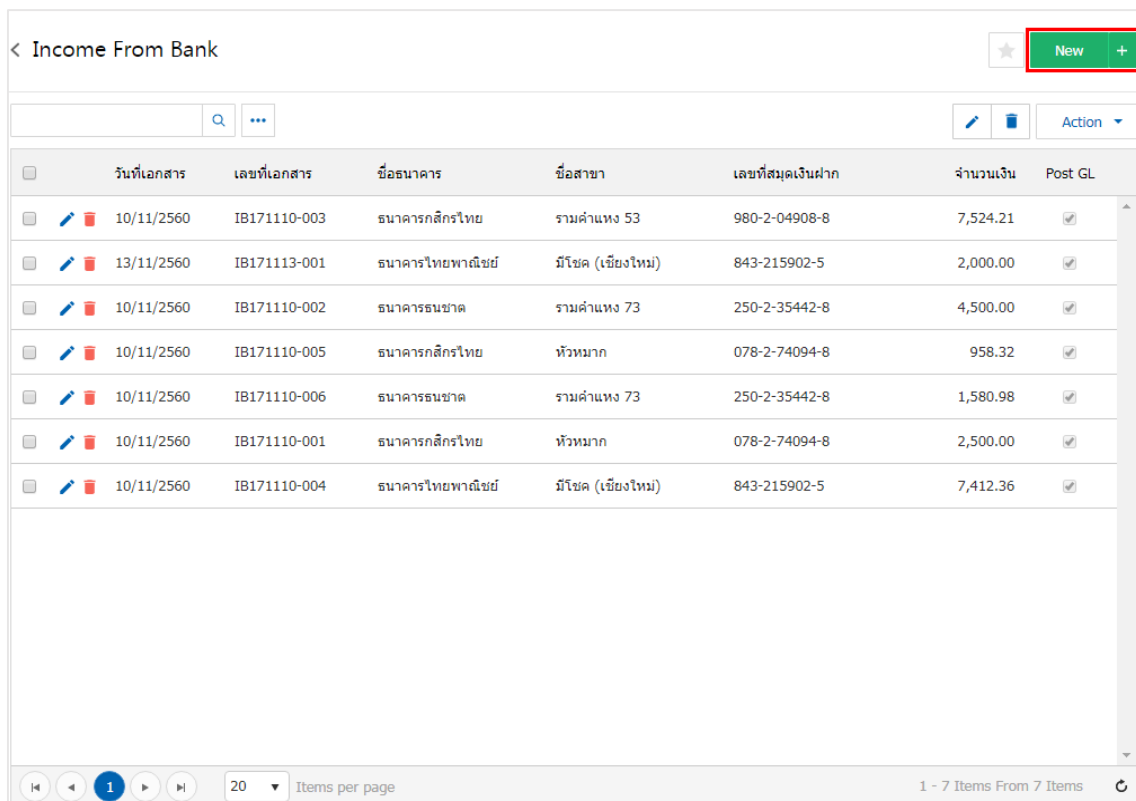 Income From Bank New +
Action
วันที่เอกสาร เลขที่เอกสาร ชื่อธนาคาร ชื่อสาขา เลขที่สมุดเงินฝาก จำนวนเงิน Post GL
10/11/2560 IB171110-003 ธนาคารกสิกรไทย รามคำแหง 53 980-2-04908-8 7,524.21
13/11/2560 IB171113-001 ธนาคารไทยพาณิชย์ มีโชค (เชียงใหม่) 843-215902-5 2,000.00
10/11/2560 IB171110-002 ธนาคารธนชาต รามคำแหง 73 250-2-35442-8 4,500.00
10/11/2560 IB171110-005 ธนาคารกสิกรไทย หัวหมาก 078-2-74094-8 958.32
10/11/2560 IB171110-006 ธนาคารธนชาต รามคำแหง 73 250-2-35442-8 1,580.98
10/11/2560 IB171110-001 ธนาคารกสิกรไทย หัวหมาก 078-2-74094-8 2,500.00
10/11/2560 IB171110-004 ธนาคารไทยพาณิชย์ มีโชค (เชียงใหม่) 843-215902-5 7,412.36
1 20 Items per page 1 - 7 Items From 7 Items